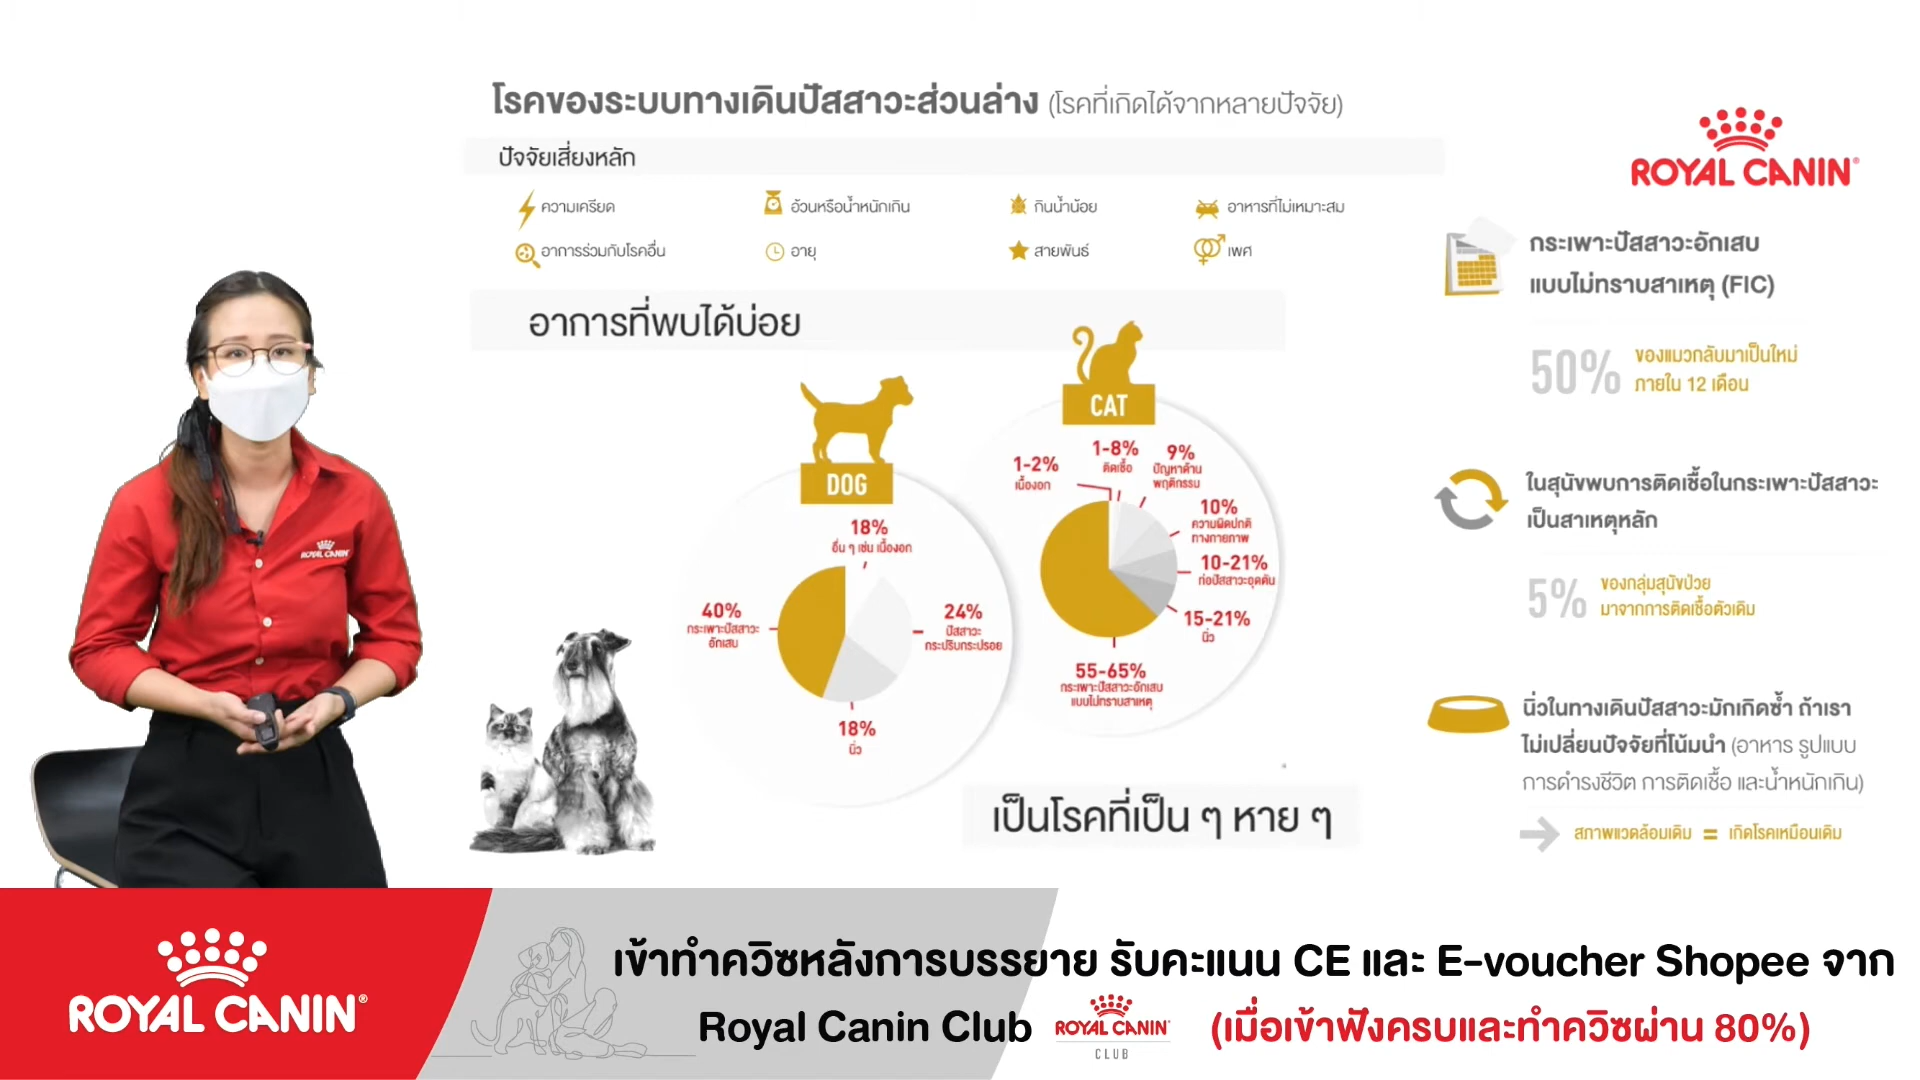 โรคของระบบทางเดินปัสสาวะส่วนล่าง (โรคที่เกิดได้จากหลายปัจจัย)
ปัจจัยเสี่ยงหลัก
ความเครียด
อ้วนหรือน้ำหนักเกิน
กินน้ำน้อย
อาหารที่ไม่เหมาะสม
อาการร่วมกับโรคอื่น
อายุ
สายพันธ์
เพศ
อาการที่พบได้บ่อย
DOG
18%
อื่น ๆ เช่น เนื้องอก
40%
กระเพาะปัสสาวะ
อักเสบ
24%
ปัสสาวะ
กระปริบกระปรอย
18%
นิ่ว
CAT
1-2%
เนื้องอก
1-8%
ติดเชื้อ
9%
ปัญหาด้าน
พฤติกรรม
10%
ความผิดปกติ
ทางกายภาพ
10-21%
ท่อปัสสาวะอุดตัน
15-21%
นิ่ว
55-65%
กระเพาะปัสสาวะอักเสบ
แบบไม่ทราบสาเหตุ
เป็นโรคที่เป็น ๆ หาย ๆ
ROYAL CANIN®
กระเพาะปัสสาวะอักเสบ
แบบไม่ทราบสาเหตุ (FIC)
50%
ของแมวกลับมาเป็นใหม่
ภายใน 12 เดือน
ในสุนัขพบการติดเชื้อในกระเพาะปัสสาวะ
เป็นสาเหตุหลัก
5%
ของกลุ่มสุนัขป่วย
มาจากการติดเชื้อตัวเดิม
นิ่วในทางเดินปัสสาวะมักเกิดซ้ำ ถ้าเรา
ไม่เปลี่ยนปัจจัยที่โน้มนำ (อาหาร รูปแบบ
การดำรงชีวิต การติดเชื้อ และน้ำหนักเกิน)
สภาพแวดล้อมเดิม = เกิดโรคเหมือนเดิม
ROYAL CANIN
ROYAL CANIN®
เข้าทำควิซหลังการบรรยาย รับคะแนน CE และ E-voucher Shopee จาก
Royal Canin Club ROYAL CANIN CLUB (เมื่อเข้าฟังครบและทำควิซผ่าน 80%)